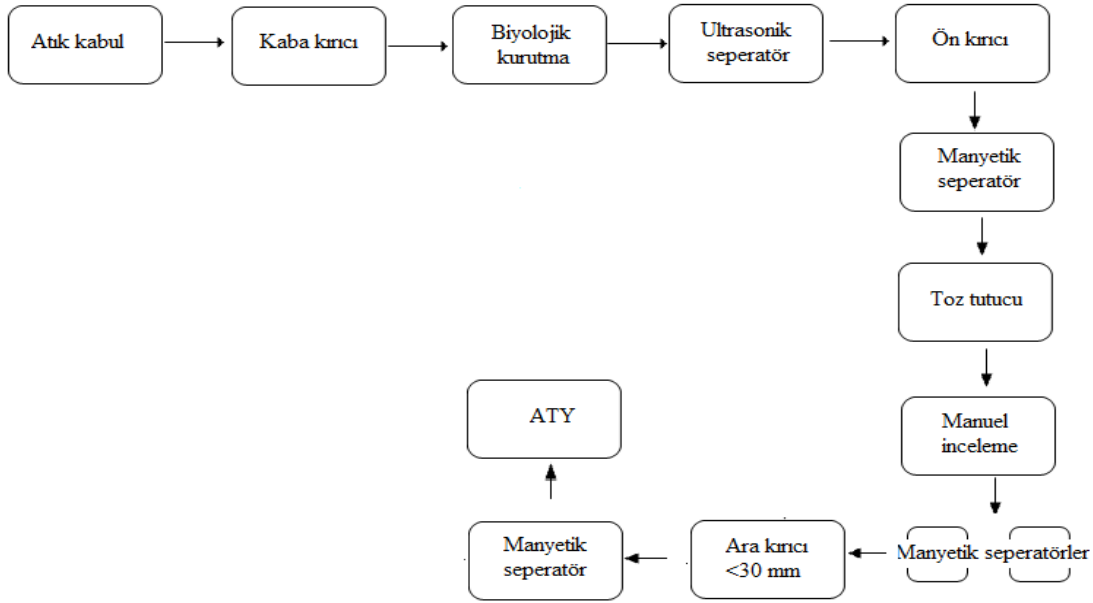 Atık kabul
Kaba kırıcı
Biyolojik
kurutma
Ultrasonik
seperatör
Ön kırıcı
Manyetik
seperatör
Toz tutucu
Manuel
inceleme
Manyetik seperatörler
Ara kırıcı
<30 mm
Manyetik
seperatör
ATY